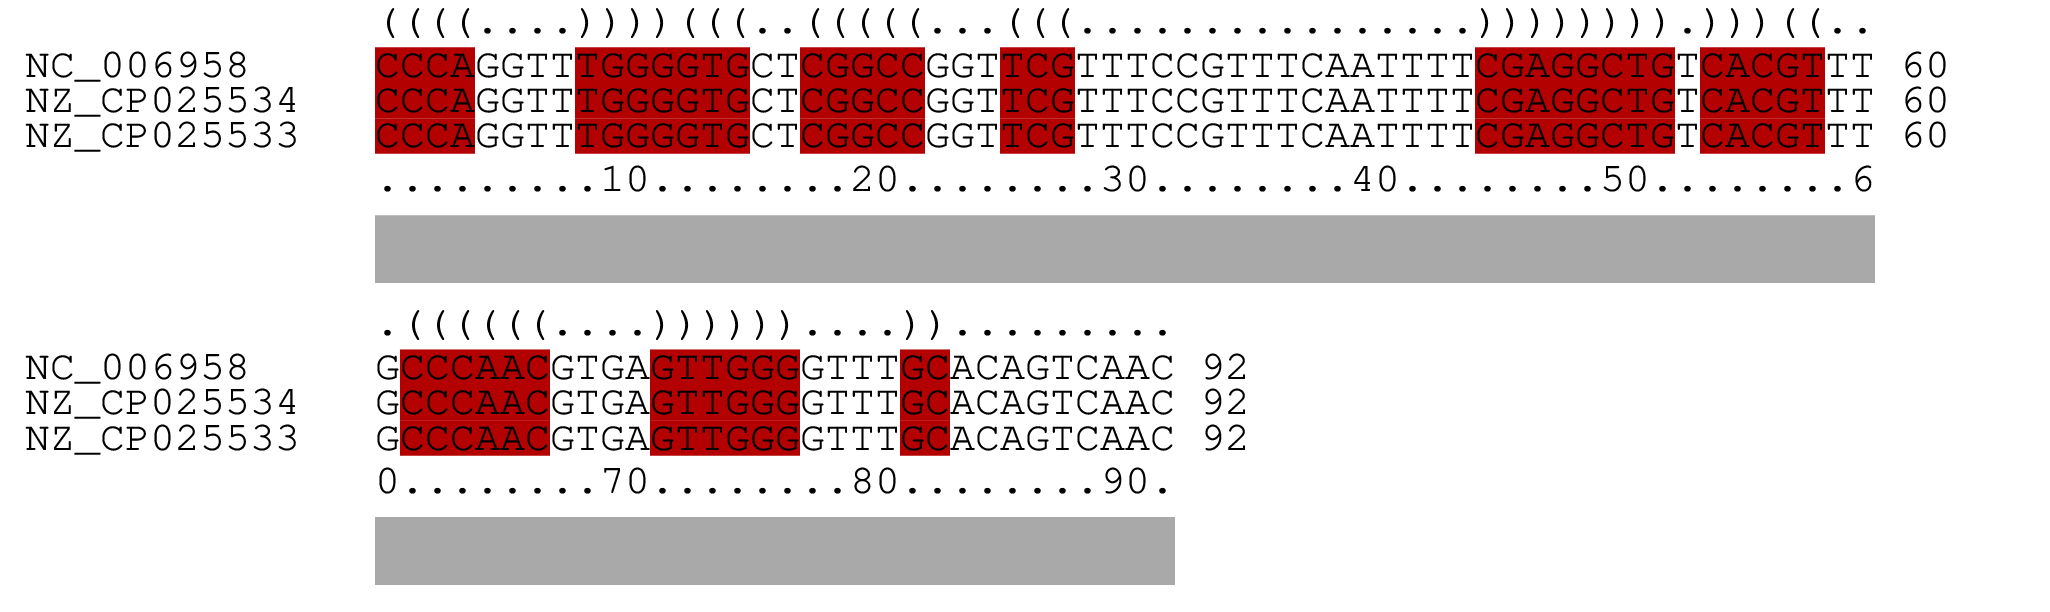 ((((....))))(((..(((((...(((................)))))))).)))((..
NC_006958 CCCAGGTTTGGGGTGCTCGGCCGGTTCGTTTCCGTTTCAATTTTCGAGGCTGTCACGTTT 60
NZ_CP025534 CCCAGGTTTGGGGTGCTCGGCCGGTTCGTTTCCGTTTCAATTTTCGAGGCTGTCACGTTT 60
NZ_CP025533 CCCAGGTTTGGGGTGCTCGGCCGGTTCGTTTCCGTTTCAATTTTCGAGGCTGTCACGTTT 60
.........10........20........30........40........50........6
.((((((....))))))....)).........
NC_006958 GCCCAACGTGAGTTGGGGTTTGCACAGTCAAC 92
NZ_CP025534 GCCCAACGTGAGTTGGGGTTTGCACAGTCAAC 92
NZ_CP025533 GCCCAACGTGAGTTGGGGTTTGCACAGTCAAC 92
0........70........80........90.